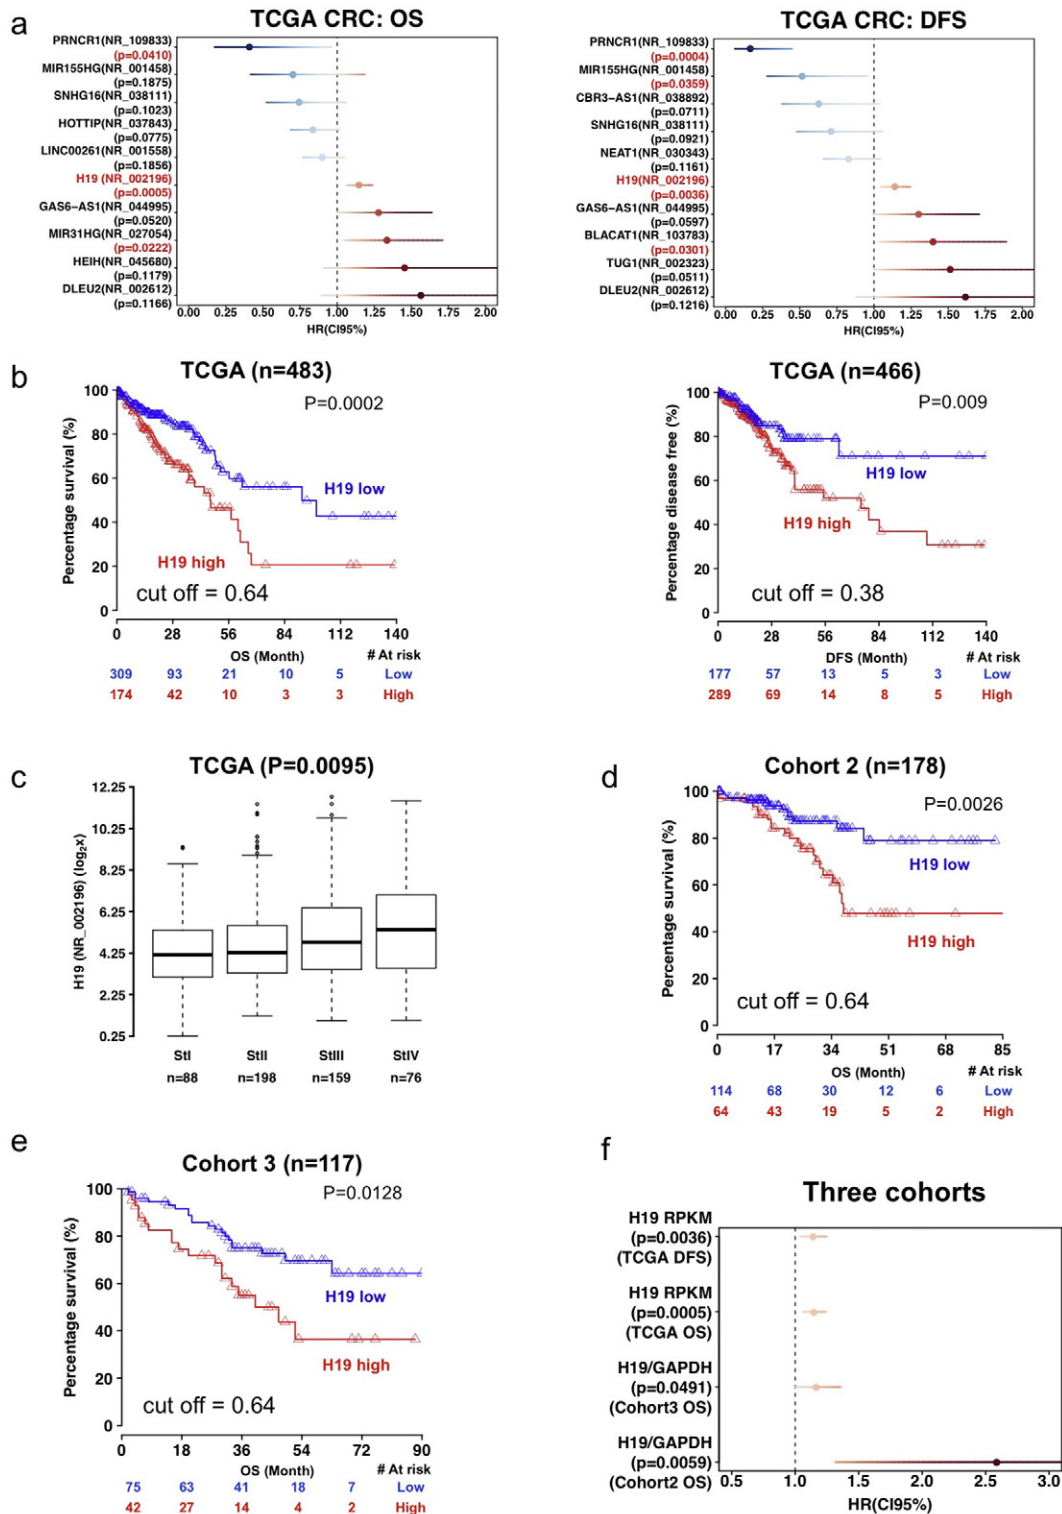 a
TCGA CRC: OS
PRNCR1(NR_109833)
(p=0.0410)
MIR155HG(NR_001458)
(p=0.1875)
SNHG16(NR_038111)
(p=0.1023)
HOTTIP(NR_037843)
(p=0.0775)
LINC00261(NR_001558)
(p=0.1856)
H19 (NR_002196)
(p=0.0005)
GAS6-AS1(NR_044995)
(p=0.0520)
MIR31HG(NR_027054)
(p=0.0222)
HEIH(NR_045680)
(p=0.1179)
DLEU2(NR_002612)
(p=0.1166)
0.00 0.25 0.50 0.75 1.00 1.25 1.50 1.75 2.00
HR(CI95%)
TCGA CRC: DFS
PRNCR1(NR_109833)
(p=0.0004)
MIR155HG(NR_001458)
(p=0.0359)
CBR3-AS1(NR_038892)
(p=0.0711)
SNHG16(NR_038111)
(p=0.0921)
NEAT1(NR_030343)
(p=0.1161)
H19(NR_002196)
(p=0.0036)
GAS6-AS1(NR_044995)
(p=0.0597)
BLACAT1(NR_103783)
(p=0.0301)
TUG1(NR_002323)
(p=0.0511)
DLEU2(NR_002612)
(p=0.1216)
0.00 0.25 0.50 0.75 1.00 1.25 1.50 1.75 2.00
HR(CI95%)
b
TCGA (n=483)
P=0.0002
Percentage survival (%)
100
80
60
40
20
0
H19 low
H19 high
cut off = 0.64
0 28 56 84 112 140
OS (Month) # At risk
309 93 21 10 5 Low
174 42 10 3 3 High
TCGA (n=466)
P=0.009
Percentage disease free (%)
100
80
60
40
20
0
H19 low
H19 high
cut off = 0.38
0 28 56 84 112 140
DFS (Month) # At risk
177 57 13 5 3 Low
289 69 14 8 5 High
c
TCGA (P=0.0095)
H19 (NR_002196) (log2x)
12.25
10.25
8.25
6.25
4.25
2.25
0.25
StI StII StIII StIV
n=88 n=198 n=159 n=76
d
Cohort 2 (n=178)
P=0.0026
Percentage survival (%)
100
80
60
40
20
0
H19 low
H19 high
cut off = 0.64
0 17 34 51 68 85
OS (Month) # At risk
114 68 30 12 6 Low
64 43 19 5 2 High
e
Cohort 3 (n=117)
P=0.0128
Percentage survival (%)
100
80
60
40
20
0
H19 low
H19 high
cut off = 0.64
0 18 36 54 72 90
OS (Month) # At risk
75 63 41 18 7 Low
42 27 14 4 2 High
f
Three cohorts
H19 RPKM
(p=0.0036)
(TCGA DFS)
H19 RPKM
(p=0.0005)
(TCGA OS)
H19/GAPDH
(p=0.0491)
(Cohort3 OS)
H19/GAPDH
(p=0.0059)
(Cohort2 OS)
0.5 1.0 1.5 2.0 2.5 3.0
HR(CI95%)